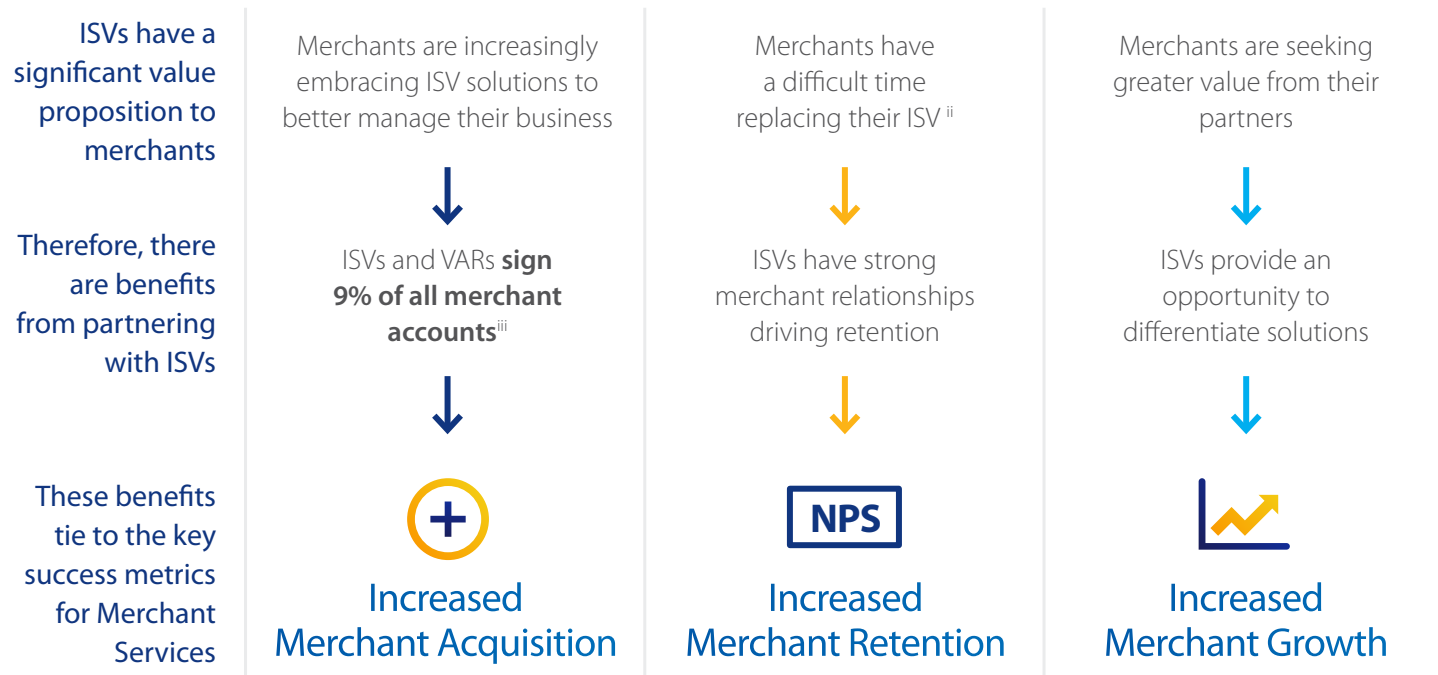 ISVs have a
significant value
proposition to
merchants
Merchants are increasingly
embracing ISV solutions to
better manage their business
Merchants have
a difficult time
replacing their ISV ii
Merchants are seeking
greater value from their
partners
Therefore, there
are benefits
from partnering
with ISVs
ISVs and VARs sign
9% of all merchant
accounts iii
ISVs have strong
merchant relationships
driving retention
ISVs provide an
opportunity to
differentiate solutions
These benefits
tie to the key
success metrics
for Merchant
Services
Increased
Merchant Acquisition
NPS
Increased
Merchant Retention
Increased
Merchant Growth